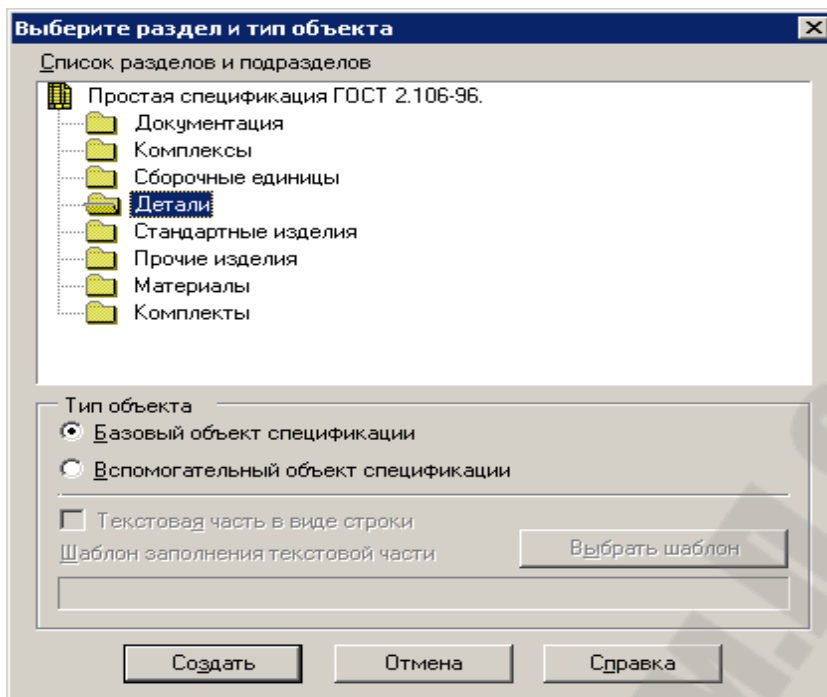 Выберите раздел и тип объекта
Список разделов и подразделов
Простая спецификация ГОСТ 2.106-96.
Документация
Комплексы
Сборочные единицы
Детали
Стандартные изделия
Прочие изделия
Материалы
Комплекты
Тип объекта
Базовый объект спецификации
Вспомогательный объект спецификации
Текстовая часть в виде строки
Шаблон заполнения текстовой части
Выбрать шаблон
Создать
Отмена
Справка